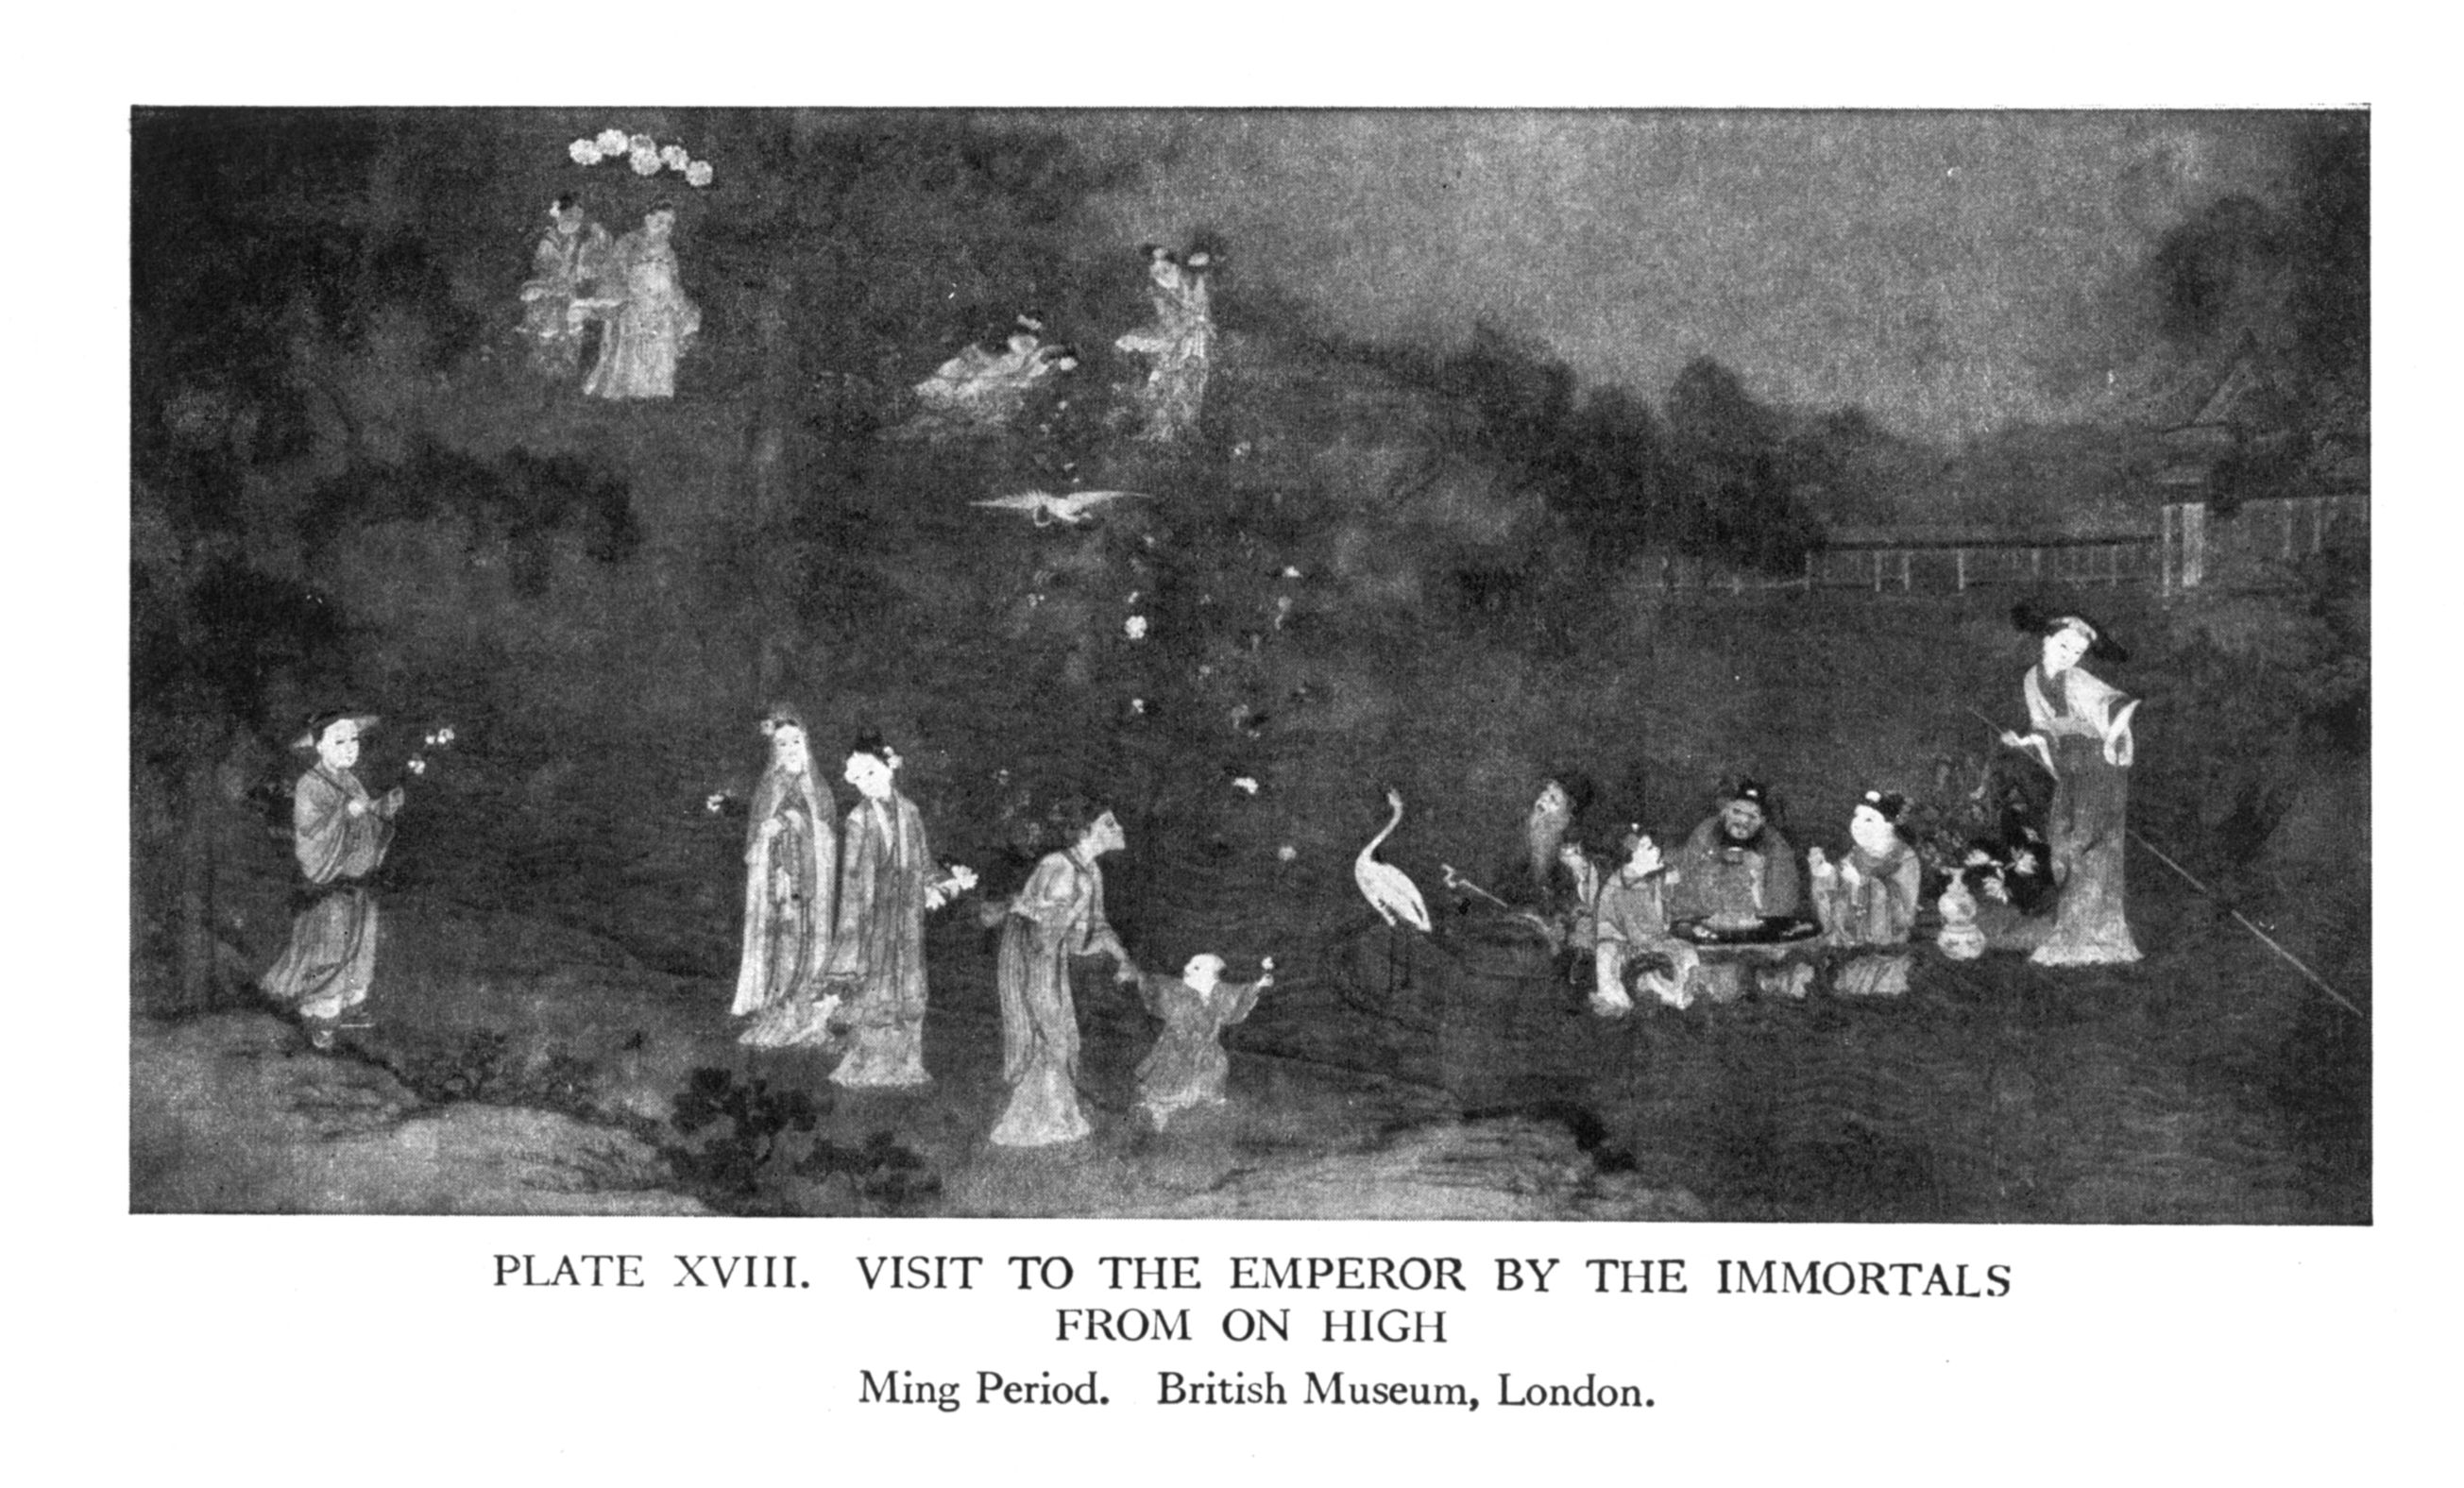 PLATE XVIII. VISIT TO THE EMPEROR BY THE IMMORTALS
FROM ON HIGH
Ming Period. British Museum, London.